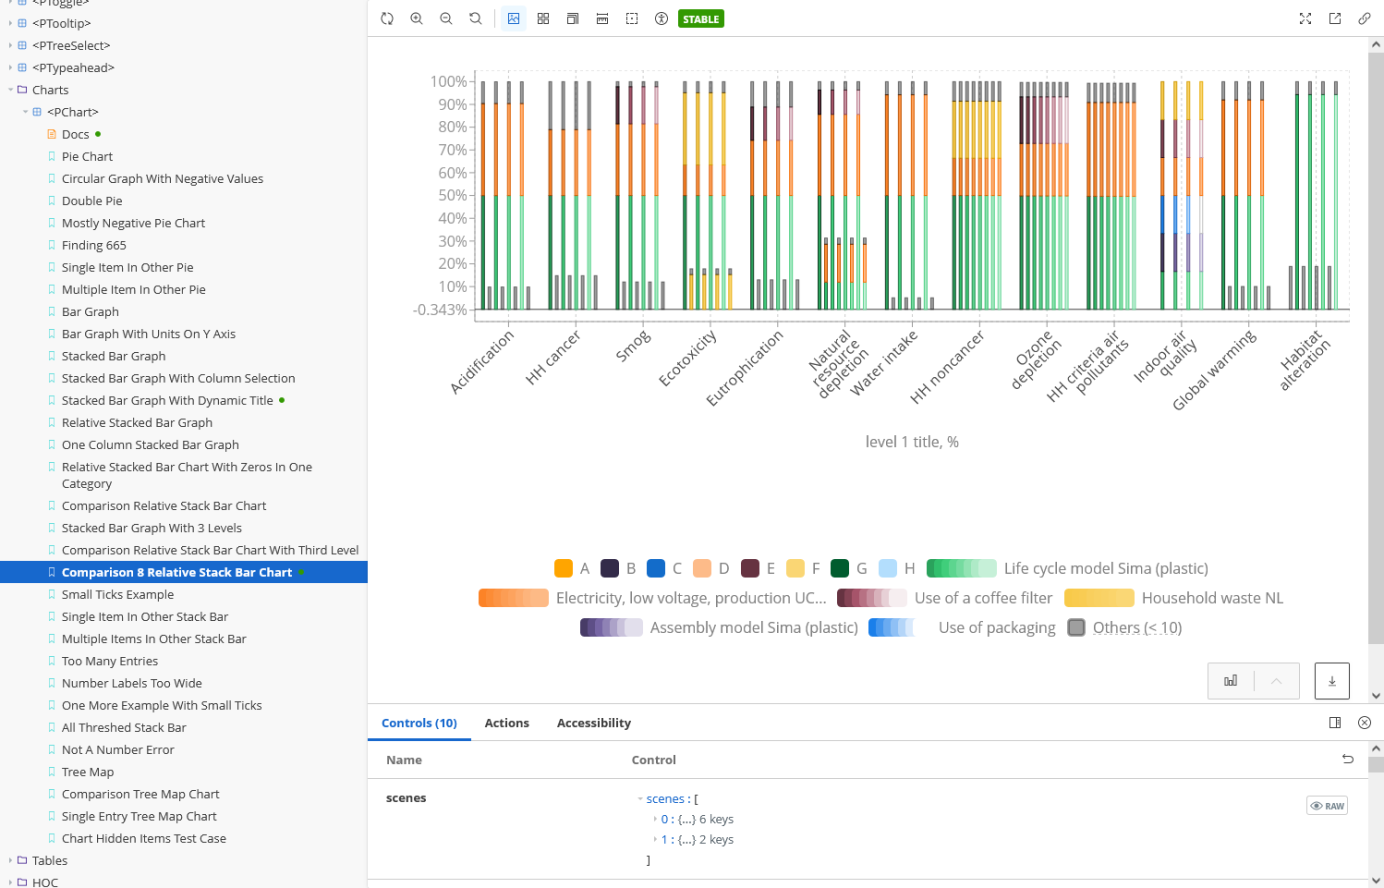 <PToggle>
<PTooltip>
<PTreeSelect>
<PTypeahead>
Charts
<PChart>
Docs
Pie Chart
Circular Graph With Negative Values
Double Pie
Mostly Negative Pie Chart
Finding 665
Single Item In Other Pie
Multiple Item In Other Pie
Bar Graph
Bar Graph With Units On Y Axis
Stacked Bar Graph
Stacked Bar Graph With Column Selection
Stacked Bar Graph With Dynamic Title
Relative Stacked Bar Graph
One Column Stacked Bar Graph
Relative Stacked Bar Chart With Zeros In One
Category
Comparison Relative Stack Bar Chart
Stacked Bar Graph With 3 Levels
Comparison Relative Stack Bar Chart With Third Level
Comparison 8 Relative Stack Bar Chart
Small Ticks Example
Single Item In Other Stack Bar
Multiple Items In Other Stack Bar
Too Many Entries
Number Labels Too Wide
One More Example With Small Ticks
All Threshed Stack Bar
Not A Number Error
Tree Map
Comparison Tree Map Chart
Single Entry Tree Map Chart
Chart Hidden Items Test Case
Tables
HOC
STABLE
100%
90%
80%
70%
60%
50%
40%
30%
20%
10%
-0.343%
Acidification
HH cancer
Smog
Ecotoxicity
Eutrophication
Natural
resource
depletion
Water intake
HH noncancer
Ozone
depletion
HH criteria air
pollutants
Indoor air
quality
Global warming
Habitat
alteration
level 1 title, %
A B C D E F G H Life cycle model Sima (plastic)
Electricity, low voltage, production UC... Use of a coffee filter Household waste NL
Assembly model Sima (plastic) Use of packaging Others (< 10)
Controls (10) Actions Accessibility
Name Control
scenes scenes : [ RAW
0 : {...} 6 keys
1 : {...} 2 keys
]